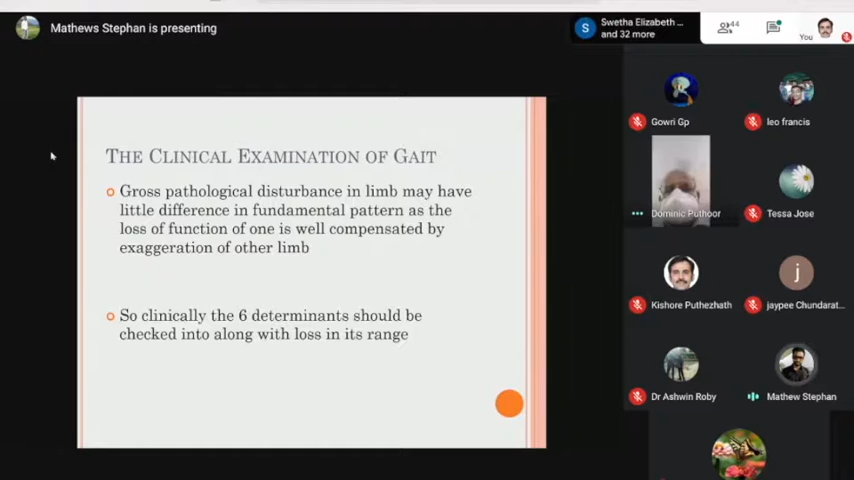 Mathews Stephan is presenting
S
Swetha Elizabeth ...
and 32 more
44
You
THE CLINICAL EXAMINATION OF GAIT
Gross pathological disturbance in limb may have
little difference in fundamental pattern as the
loss of function of one is well compensated by
exaggeration of other limb
So clinically the 6 determinants should be
checked into along with loss in its range
Gowri Gp
leo francis
Dominic Puthoor
Tessa Jose
Kishore Puthezhath
j
jaypee Chundarat...
Dr Ashwin Roby
Mathew Stephan